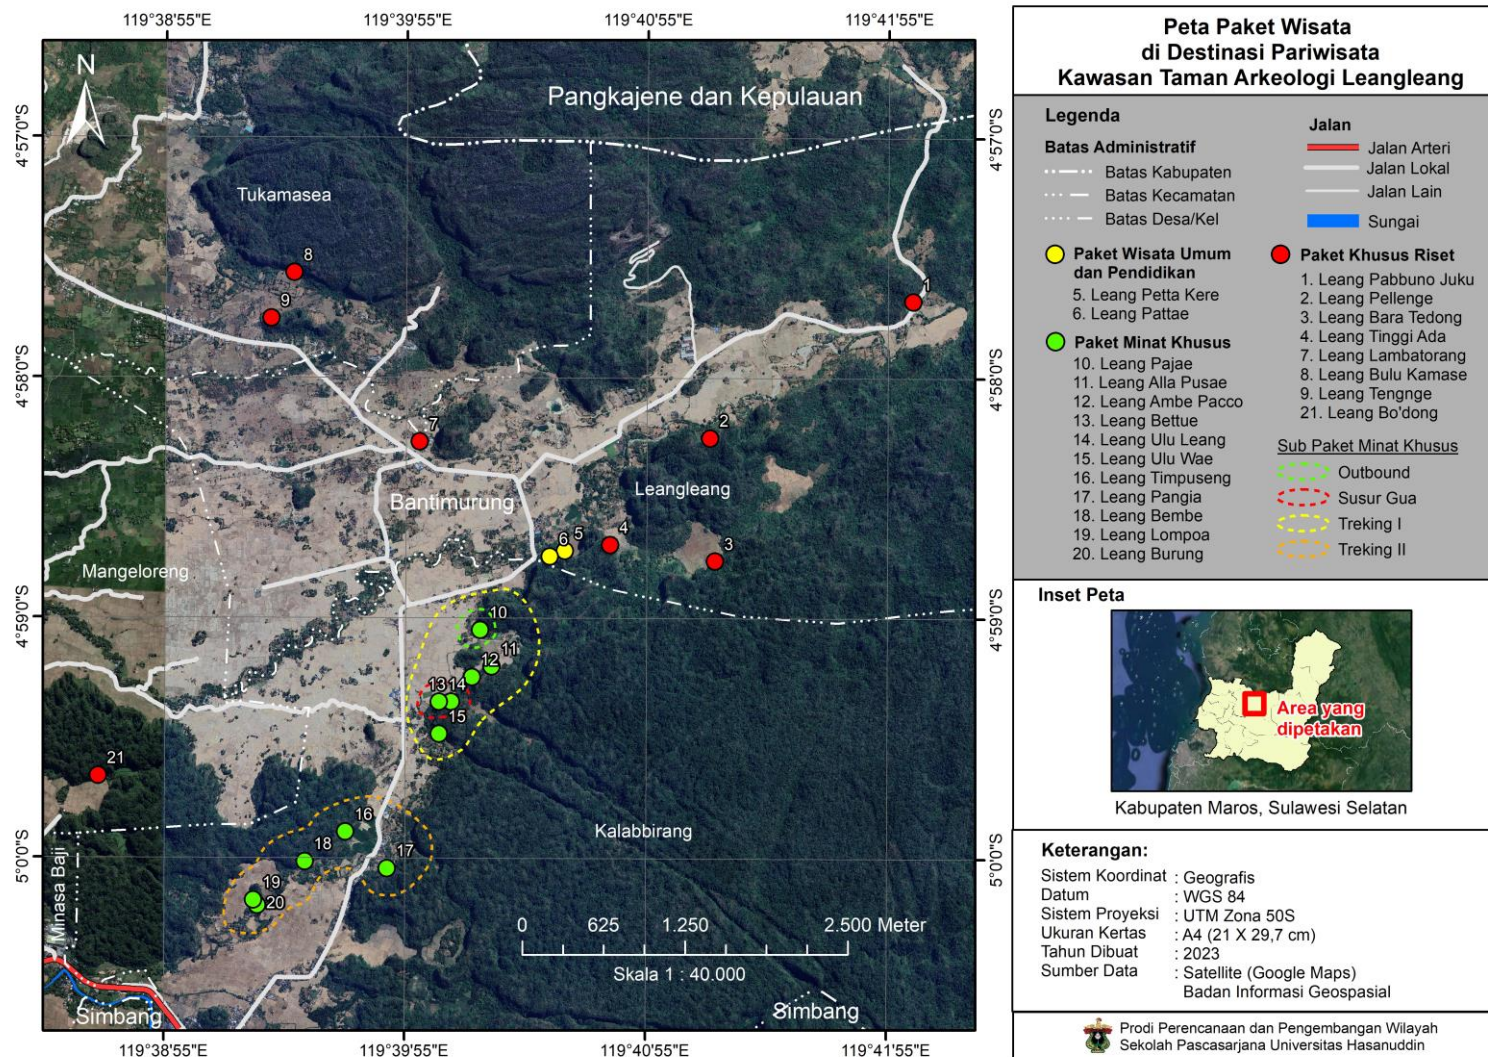 119°38'55"E
119°39'55"E
119°40'55"E
119°41'55"E
N
4°57'0"S
4°58'0"S
4°59'0"S
5°0'0"S
4°57'0"S
4°58'0"S
4°59'0"S
5°0'0"S
Pangkajene dan Kepulauan
Tukamasea
8
9
1
7
2
Bantimurung
Leangleang
6
5
4
3
Mangeloreng
10
11
12
13
14
15
21
16
18
17
Kalabbirang
19
20
Minasa Baji
0
625
1.250
2.500 Meter
Skala 1 : 40.000
Simbang
Simbang
119°38'55"E
119°39'55"E
119°40'55"E
119°41'55"E
Peta Paket Wisata
di Destinasi Pariwisata
Kawasan Taman Arkeologi Leangleang
Legenda
Batas Administratif
Batas Kabupaten
Batas Kecamatan
Batas Desa/Kel
Jalan
Jalan Arteri
Jalan Lokal
Jalan Lain
Sungai
Paket Wisata Umum
dan Pendidikan
5. Leang Petta Kere
6. Leang Pattae
Paket Minat Khusus
10. Leang Pajae
11. Leang Alla Pusae
12. Leang Ambe Pacco
13. Leang Bettue
14. Leang Ulu Leang
15. Leang Ulu Wae
16. Leang Timpuseng
17. Leang Pangia
18. Leang Bembe
19. Leang Lompoa
20. Leang Burung
Paket Khusus Riset
1. Leang Pabbuno Juku
2. Leang Pellenge
3. Leang Bara Tedong
4. Leang Tinggi Ada
7. Leang Lambatorang
8. Leang Bulu Kamase
9. Leang Tengnge
21. Leang Bo'dong
Sub Paket Minat Khusus
Outbound
Susur Gua
Treking I
Treking II
Inset Peta
Area yang
dipetakan
Kabupaten Maros, Sulawesi Selatan
Keterangan:
Sistem Koordinat : Geografis
Datum : WGS 84
Sistem Proyeksi : UTM Zona 50S
Ukuran Kertas : A4 (21 X 29,7 cm)
Tahun Dibuat : 2023
Sumber Data : Satellite (Google Maps)
Badan Informasi Geospasial
Prodi Perencanaan dan Pengembangan Wilayah
Sekolah Pascasarjana Universitas Hasanuddin